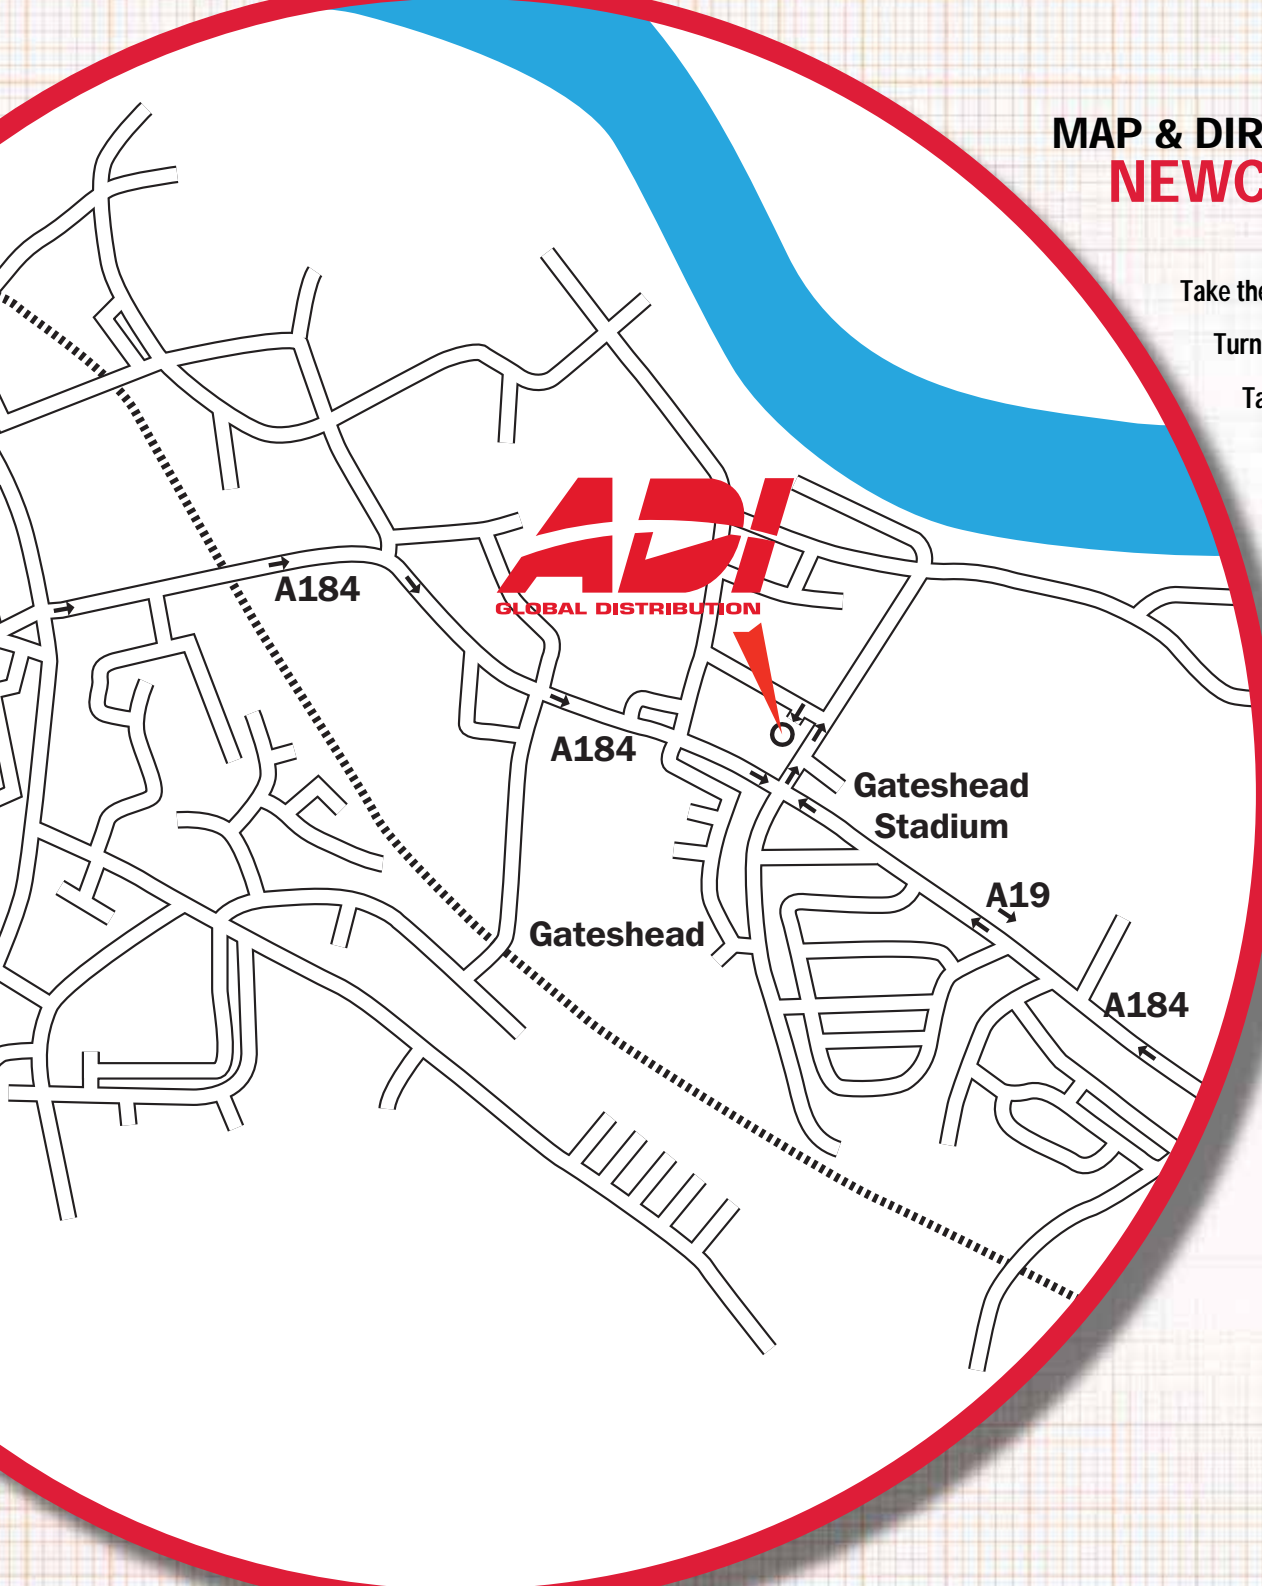 MAP & DIR
NEWC
Take the
Turn
Ta
ADI
GLOBAL DISTRIBUTION
A184
A184
Gateshead
Stadium
A19
Gateshead
A184